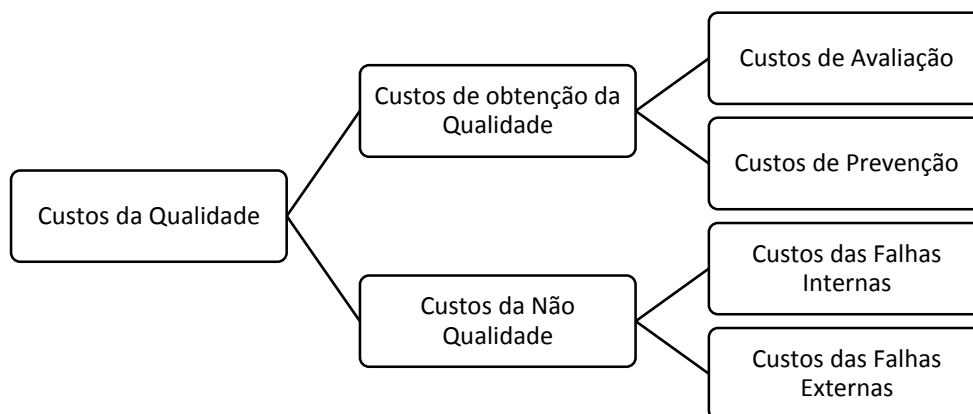 Custos da Qualidade
Custos de obtenção da
Qualidade
Custos de Avaliação
Custos de Prevenção
Custos da Não
Qualidade
Custos das Falhas
Internas
Custos das Falhas
Externas